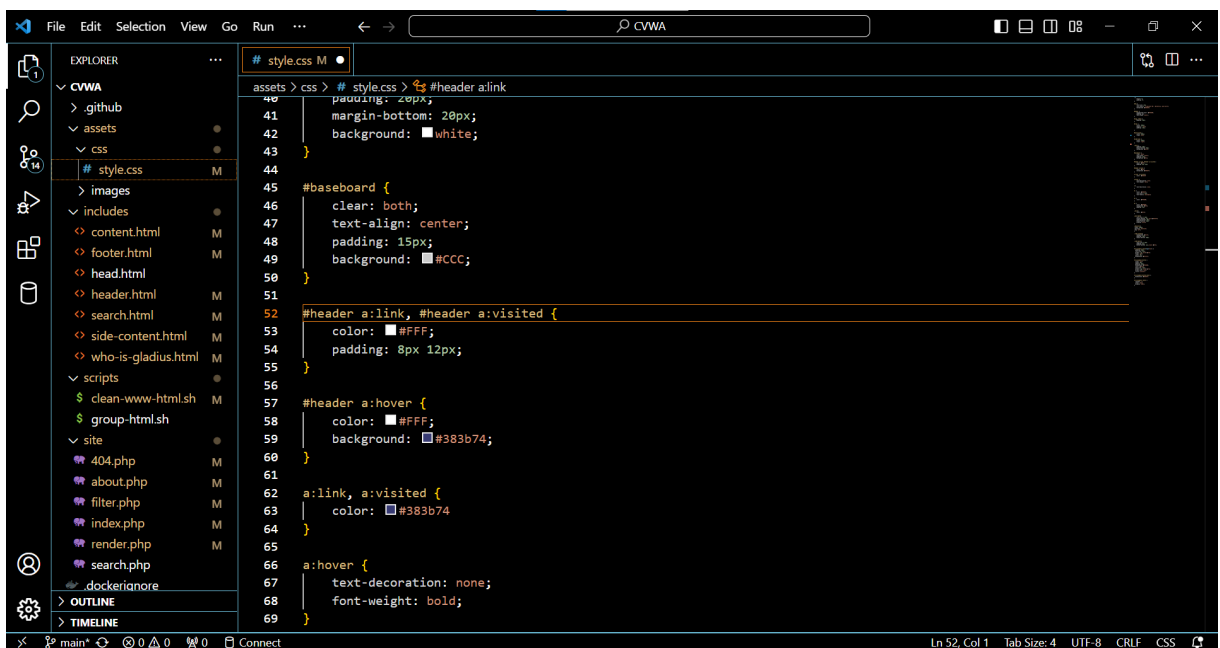 File Edit Selection View Go Run ··· ← → CVWA
EXPLORER ···
CVWA
.github
assets
css
# style.css M
images
includes
<> content.html M
<> footer.html M
<> head.html
<> header.html M
<> search.html M
<> side-content.html M
<> who-is-gladius.html M
scripts
$ clean-www-html.sh M
$ group-html.sh
site
404.php M
about.php M
filter.php M
index.php M
render.php M
search.php
.dockerignore
OUTLINE
TIMELINE
1
14
# style.css M ●
assets > css > # style.css > #header a:link
40 padding: 20px;
41 margin-bottom: 20px;
42 background: white;
43 }
44
45 #baseboard {
46 clear: both;
47 text-align: center;
48 padding: 15px;
49 background: #CCC;
50 }
51
52 #header a:link, #header a:visited {
53 color: #FFF;
54 padding: 8px 12px;
55 }
56
57 #header a:hover {
58 color: #FFF;
59 background: #383b74;
60 }
61
62 a:link, a:visited {
63 color: #383b74
64 }
65
66 a:hover {
67 text-decoration: none;
68 font-weight: bold;
69 }
main* 0 0 0 Connect Ln 52, Col 1 Tab Size: 4 UTF-8 CRLF CSS